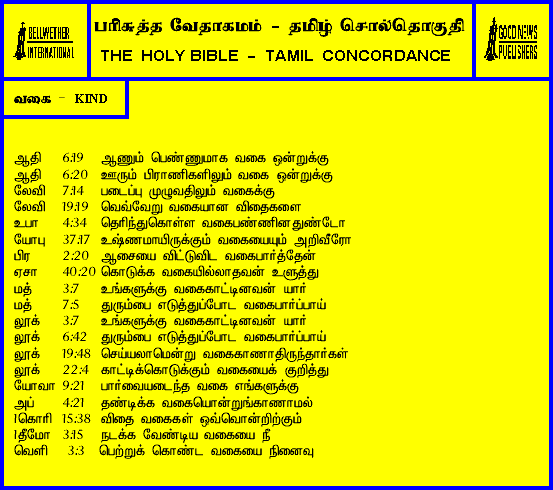 BELLWETHER
INTERNATIONAL
பரிசுத்த வேதாகமம் - தமிழ் சொல்தொகுதி
THE HOLY BIBLE - TAMIL CONCORDANCE
GOOD NEWS
PUBLISHERS
வகை - KIND
ஆதி 6:19 ஆணும் பெண்ணுமாக வகை ஒன்றுக்கு
ஆதி 6:20 ஊரும் பிராணிகளிலும் வகை ஒன்றுக்கு
லேவி 7:14 படைப்பு முழுவதிலும் வகைக்கு
லேவி 19:19 வெவ்வேறு வகையான விதைகளை
உபா 4:34 தெரிந்துகொள்ள வகைபண்ணினதுண்டோ
யோபு 37:17 உஷ்ணமாயிருக்கும் வகையையும் அறிவீரோ
பிர 2:20 ஆசையை விட்டுவிட வகைபார்த்தேன்
ஏசா 40:20 கொடுக்க வகையில்லாதவன் உளுத்து
மத் 3:7 உங்களுக்கு வகைகாட்டினவன் யார்
மத் 7:5 துரும்பை எடுத்துப்போட வகைபார்ப்பாய்
லூக் 3:7 உங்களுக்கு வகைகாட்டினவன் யார்
லூக் 6:42 துரும்பை எடுத்துப்போட வகைபார்ப்பாய்
லூக் 19:48 செய்யலாமென்று வகைகாணாதிருந்தார்கள்
லூக் 22:4 காட்டிக்கொடுக்கும் வகையைக் குறித்து
யோவா 9:21 பார்வையடைந்த வகை எங்களுக்கு
அப் 4:21 தண்டிக்க வகையொன்றுங்காணாமல்
1கொரி 15:38 விதை வகைகள் ஒவ்வொன்றிற்கும்
1தீமோ 3:15 நடக்க வேண்டிய வகையை நீ
வெளி 3:3 பெற்றுக் கொண்ட வகையை நினைவு